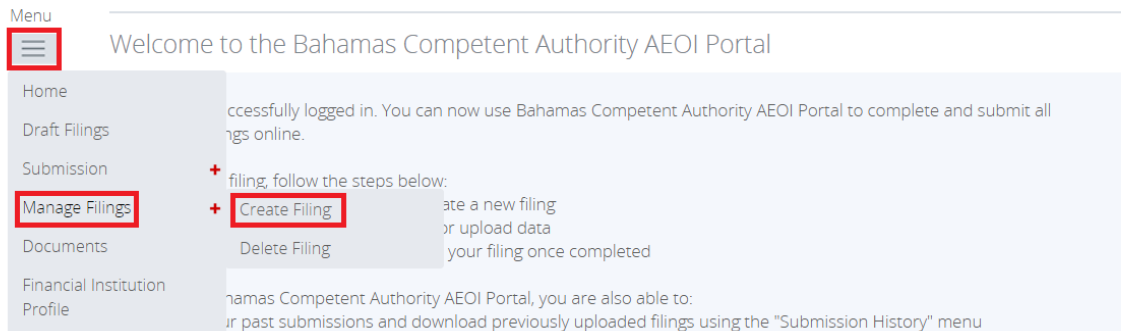 Menu
Welcome to the Bahamas Competent Authority AEOI Portal
Home
ccessfully logged in. You can now use Bahamas Competent Authority AEOI Portal to complete and submit all
Draft Filings
ngs online.
Submission +
filing, follow the steps below:
Manage Filings + Create Filing
ate a new filing
or upload data
Documents
Delete Filing
your filing once completed
Financial Institution
Profile
hamas Competent Authority AEOI Portal, you are also able to:
ur past submissions and download previously uploaded filings using the "Submission History" menu